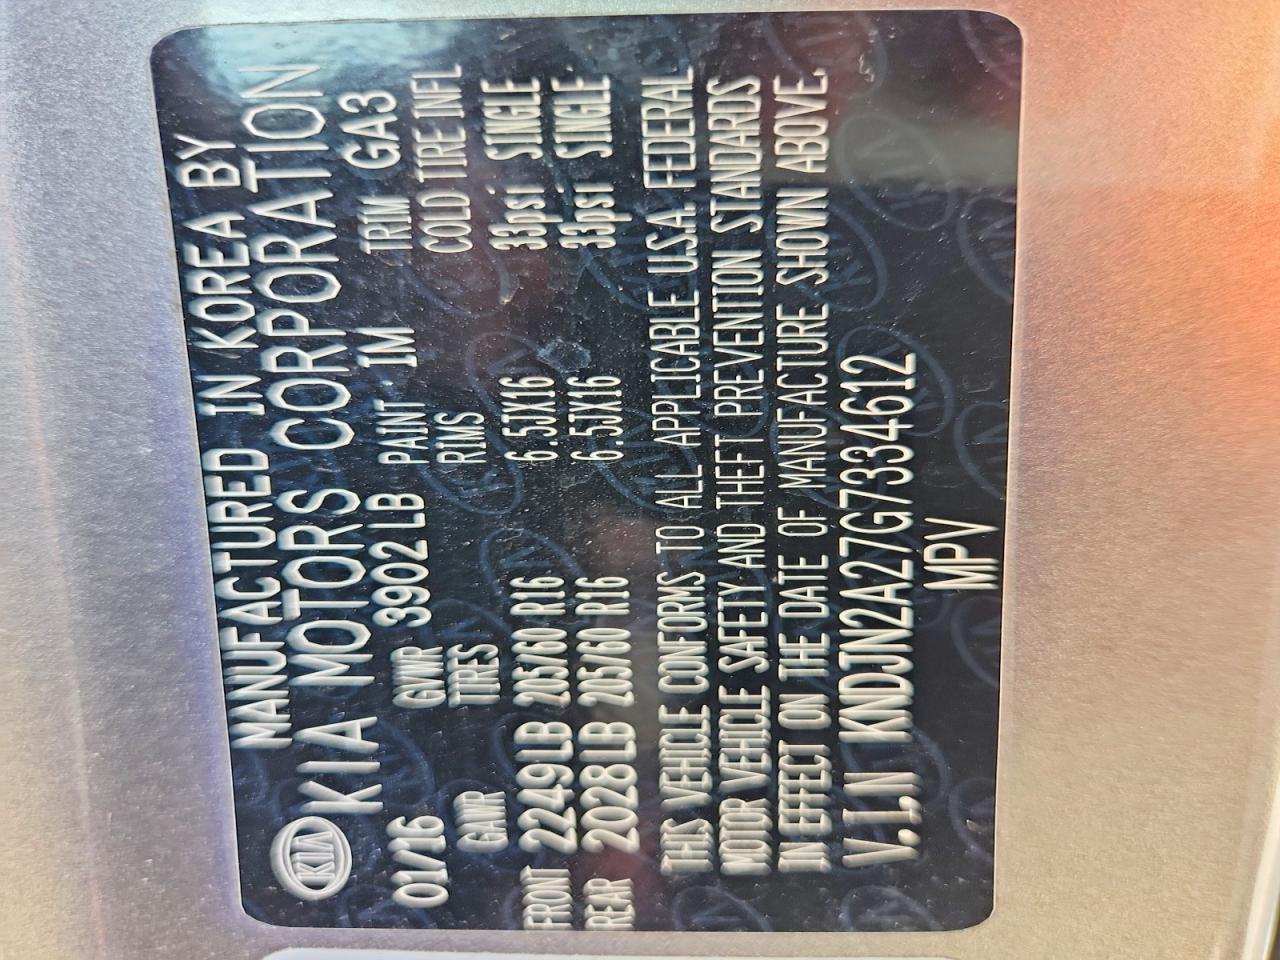 MANUFACTURED IN KOREA BY
KIA KIA MOTORS CORPORATION
01/16 GVWR 3902LB PAINT 1M TRIM GA3
GAWR TIRES RIMS COLD TIRE INFL
FRONT 2249LB 205/60 R16 6.5JX16 33psi SINGLE
REAR 2028LB 205/60 R16 6.5JX16 33psi SINGLE
THIS VEHICLE CONFORMS TO ALL APPLICABLE U.S.A. FEDERAL
MOTOR VEHICLE SAFETY AND THEFT PREVENTION STANDARDS
IN EFFECT ON THE DATE OF MANUFACTURE SHOWN ABOVE.
V.I.N KNDJN2A27G7334612
MPV